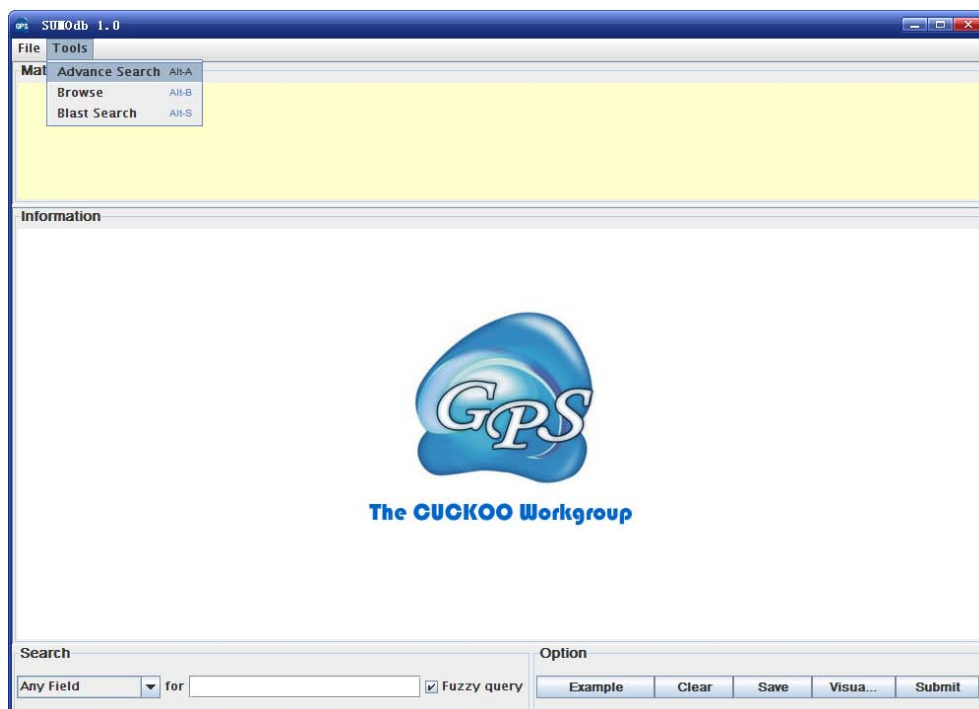 GPS SUMOdb 1.0
File Tools
Mat
Advance Search Alt-A
Browse Alt-B
Blast Search Alt-S
Information
GPS
The CUCKOO Workgroup
Search
Option
Any Field for Fuzzy query
Example Clear Save Visua... Submit